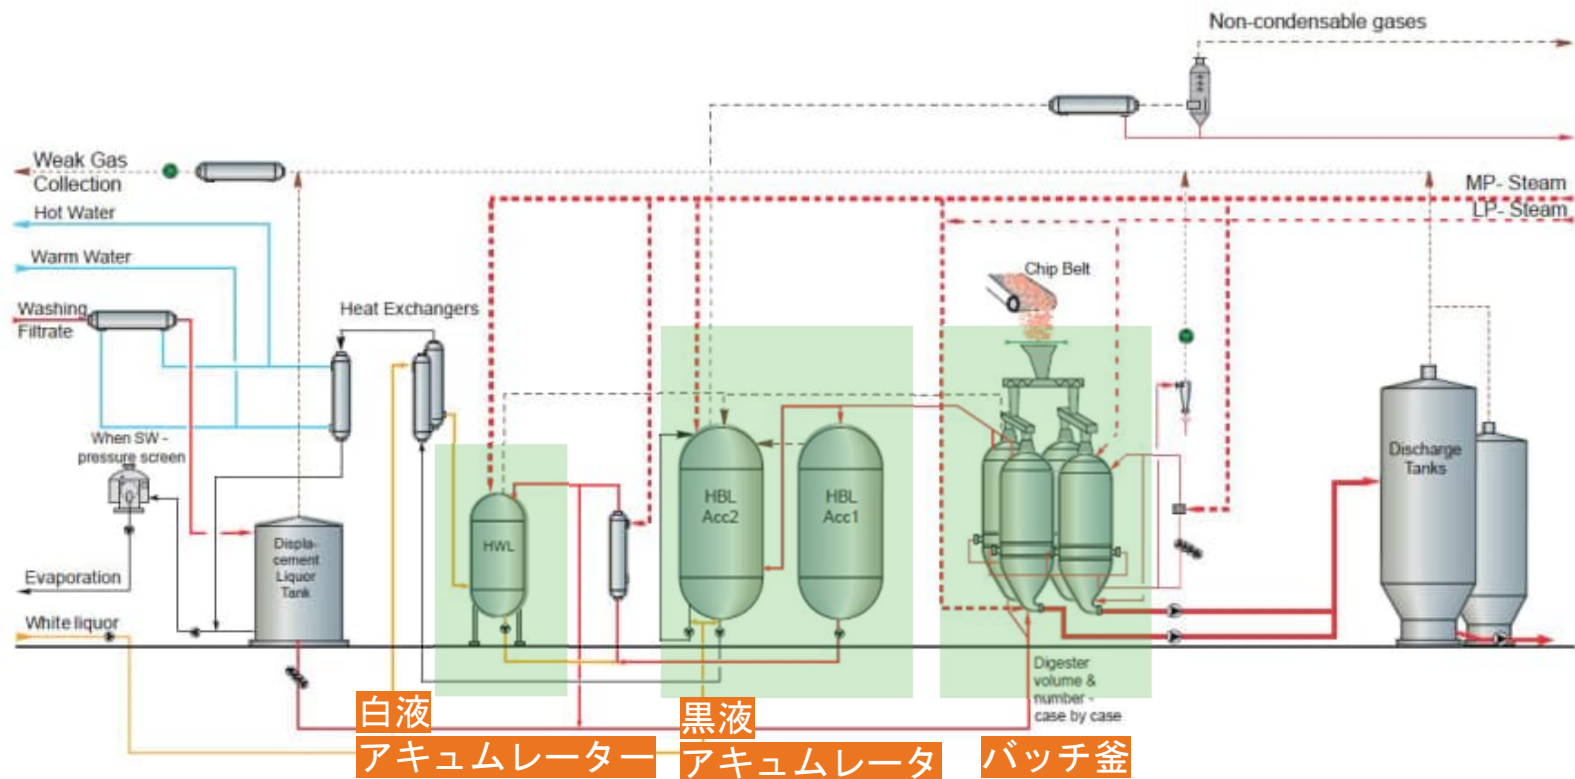 Non-condensable gases
Weak Gas
Collection
MP- Steam
LP- Steam
Hot Water
Warm Water
Chip Belt
Washing
Filtrate
Heat Exchangers
When SW -
pressure screen
Discharge
Tanks
HBL
Acc2
HBL
Acc1
HWL
Displa-
cement
Liquor
Tank
Evaporation
White liquor
Digester
volume &
number -
case by case
白液
アキュムレーター
黒液
アキュムレータ
バッチ釜